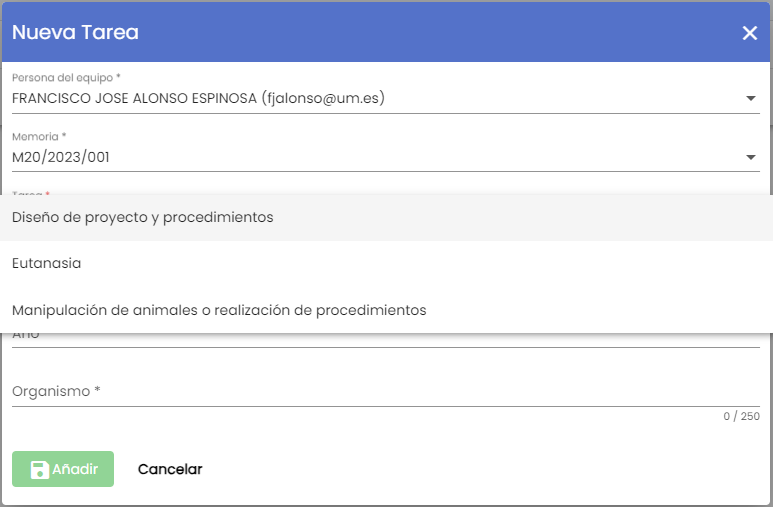 Nueva Tarea
Persona del equipo *
FRANCISCO JOSE ALONSO ESPINOSA (fjalonso@um.es)
Memoria *
M20/2023/001
Tarea *
Diseño de proyecto y procedimientos
Eutanasia
Manipulación de animales o realización de procedimientos
Año
Organismo *
0 / 250
Añadir Cancelar